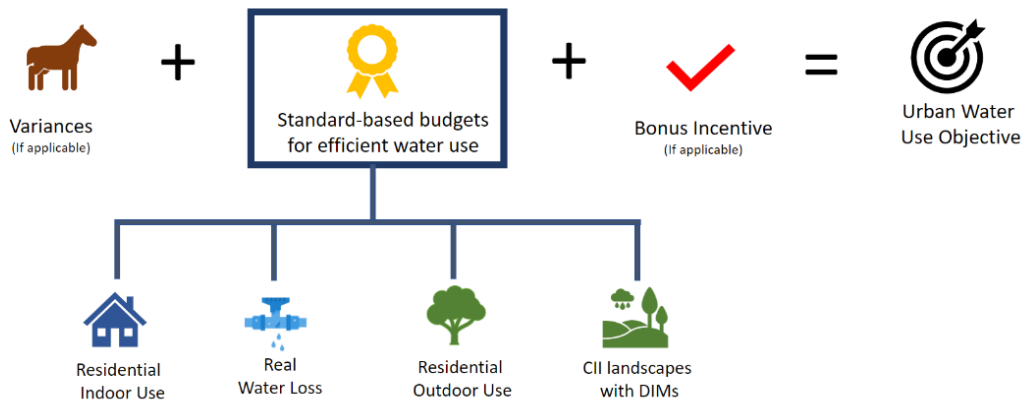 Variances
(If applicable)
+
Standard-based budgets
for efficient water use
+
Bonus Incentive
(If applicable)
=
Urban Water
Use Objective
Residential
Indoor Use
Real
Water Loss
Residential
Outdoor Use
CII landscapes
with DIMs